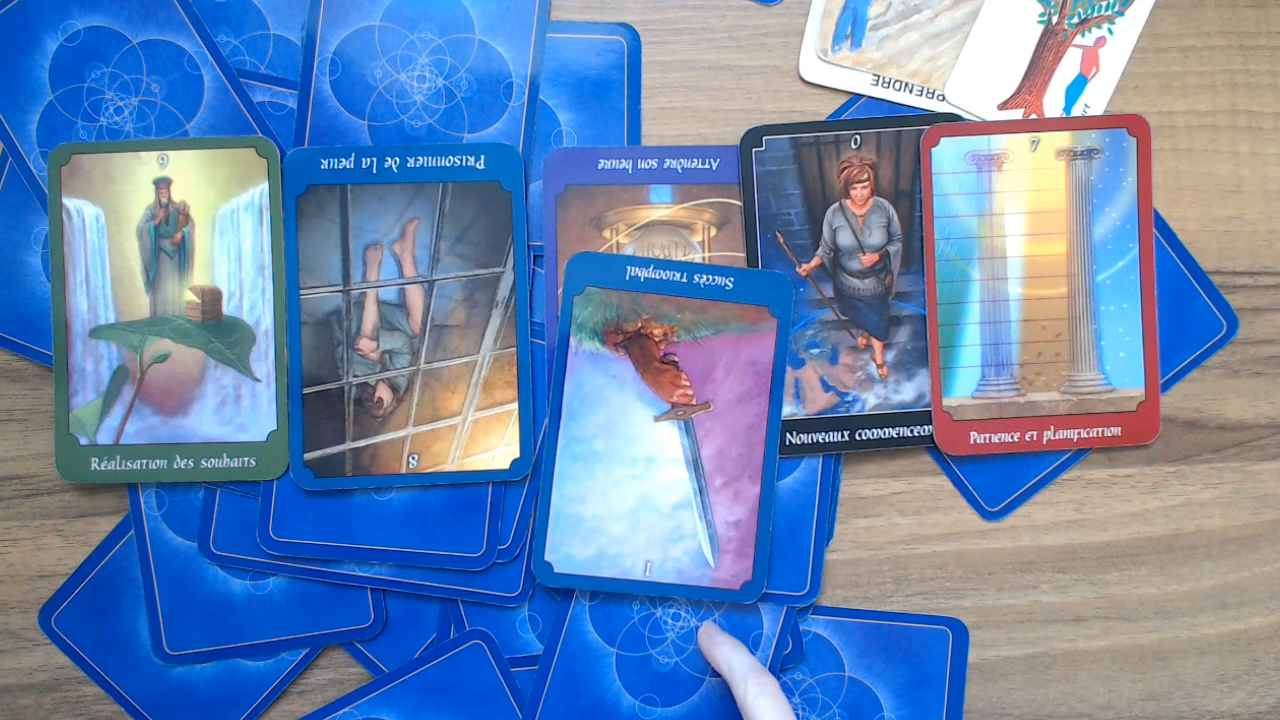 PRENDRE
9
Réalisation des souhaits
Prisonnier de la peur
8
Attendre son heure
Succès triomphal
1
0
Nouveaux commencem
7
Patience et planification